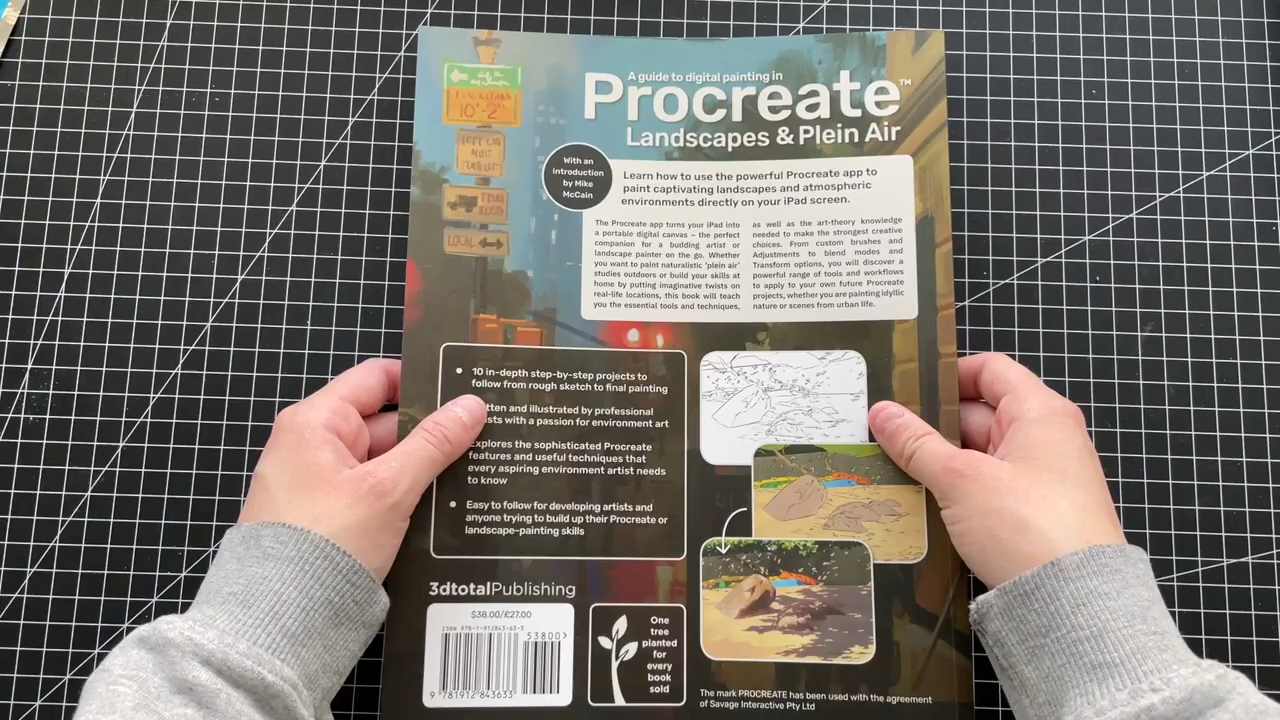 10'-2"
LOCAL
A guide to digital painting in
Procreate™
Landscapes & Plein Air
With an
introduction
by Mike
McCain
Learn how to use the powerful Procreate app to
paint captivating landscapes and atmospheric
environments directly on your iPad screen.
The Procreate app turns your iPad into
a portable digital canvas – the perfect
companion for a budding artist or
landscape painter on the go. Whether
you want to paint naturalistic 'plein air'
studies outdoors or build your skills at
home by putting imaginative twists on
real-life locations, this book will teach
you the essential tools and techniques,
as well as the art-theory knowledge
needed to make the strongest creative
choices. From custom brushes and
Adjustments to blend modes and
Transform options, you will discover a
powerful range of tools and workflows
to apply to your own future Procreate
projects, whether you are painting idyllic
nature or scenes from urban life.
10 in-depth step-by-step projects to
follow from rough sketch to final painting
and illustrated by professional
with a passion for environment art
Explores the sophisticated Procreate
features and useful techniques that
every aspiring environment artist needs
to know
Easy to follow for developing artists and
anyone trying to build up their Procreate or
landscape-painting skills
3dtotalPublishing
$38.00/£27.00
ISBN 978-1-912843-63-3
53800>
9 781912 843633
One
tree
planted
for
every
book
sold
The mark PROCREATE has been used with the agreement
of Savage Interactive Pty Ltd